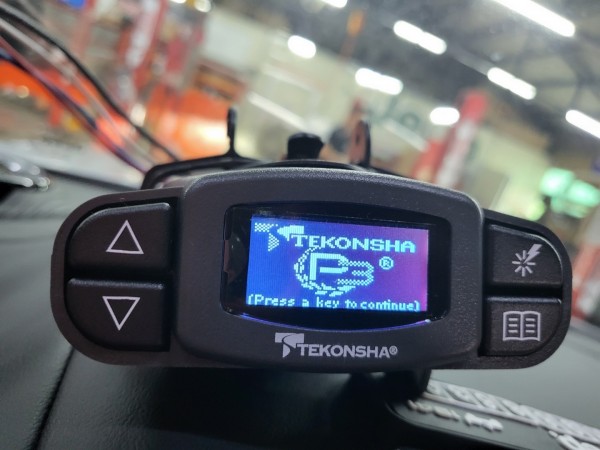 TEKONSHA
P3®
(Press a key to continue)
TEKONSHA®